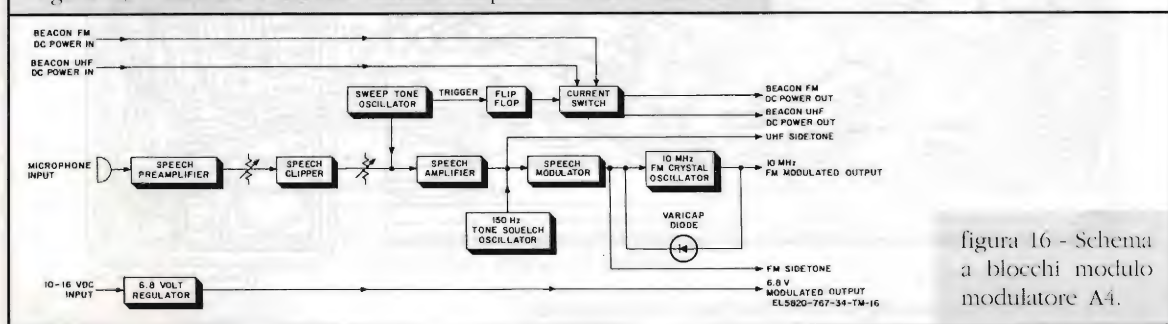 BEACON FM
DC POWER IN
BEACON UHF
DC POWER IN
SWEEP TONE
OSCILLATOR
TRIGGER
FLIP
FLOP
CURRENT
SWITCH
BEACON FM
DC POWER OUT
BEACON UHF
DC POWER OUT
UHF SIDETONE
MICROPHONE
INPUT
SPEECH
PREAMPLIFIER
SPEECH
CLIPPER
SPEECH
AMPLIFIER
SPEECH
MODULATOR
10 MHz
FM CRYSTAL
OSCILLATOR
10 MHz
FM MODULATED OUTPUT
150 Hz
TONE SQUELCH
OSCILLATOR
VARICAP
DIODE
FM SIDETONE
10-16 VDC
INPUT
6.8 VOLT
REGULATOR
6.8 V
MODULATED OUTPUT
EL5820-767-34-TM-16
figura 16 - Schema
a blocchi modulo
modulatore A4.